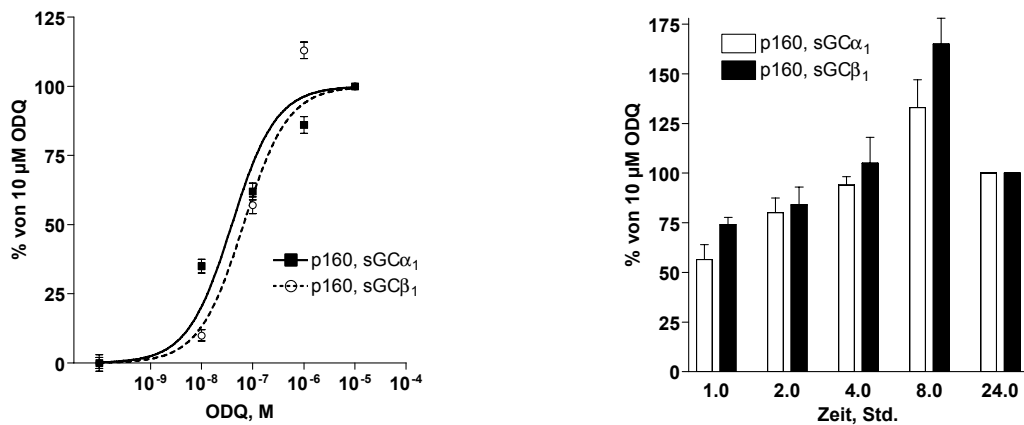 125
100
75
50
25
0
% von 10 µM ODQ
p160, sGCα1
p160, sGCβ1
10-9 10-8 10-7 10-6 10-5 10-4
ODQ, M
175
150
125
100
75
50
25
0
% von 10 µM ODQ
p160, sGCα1
p160, sGCβ1
1.0 2.0 4.0 8.0 24.0
Zeit, Std.